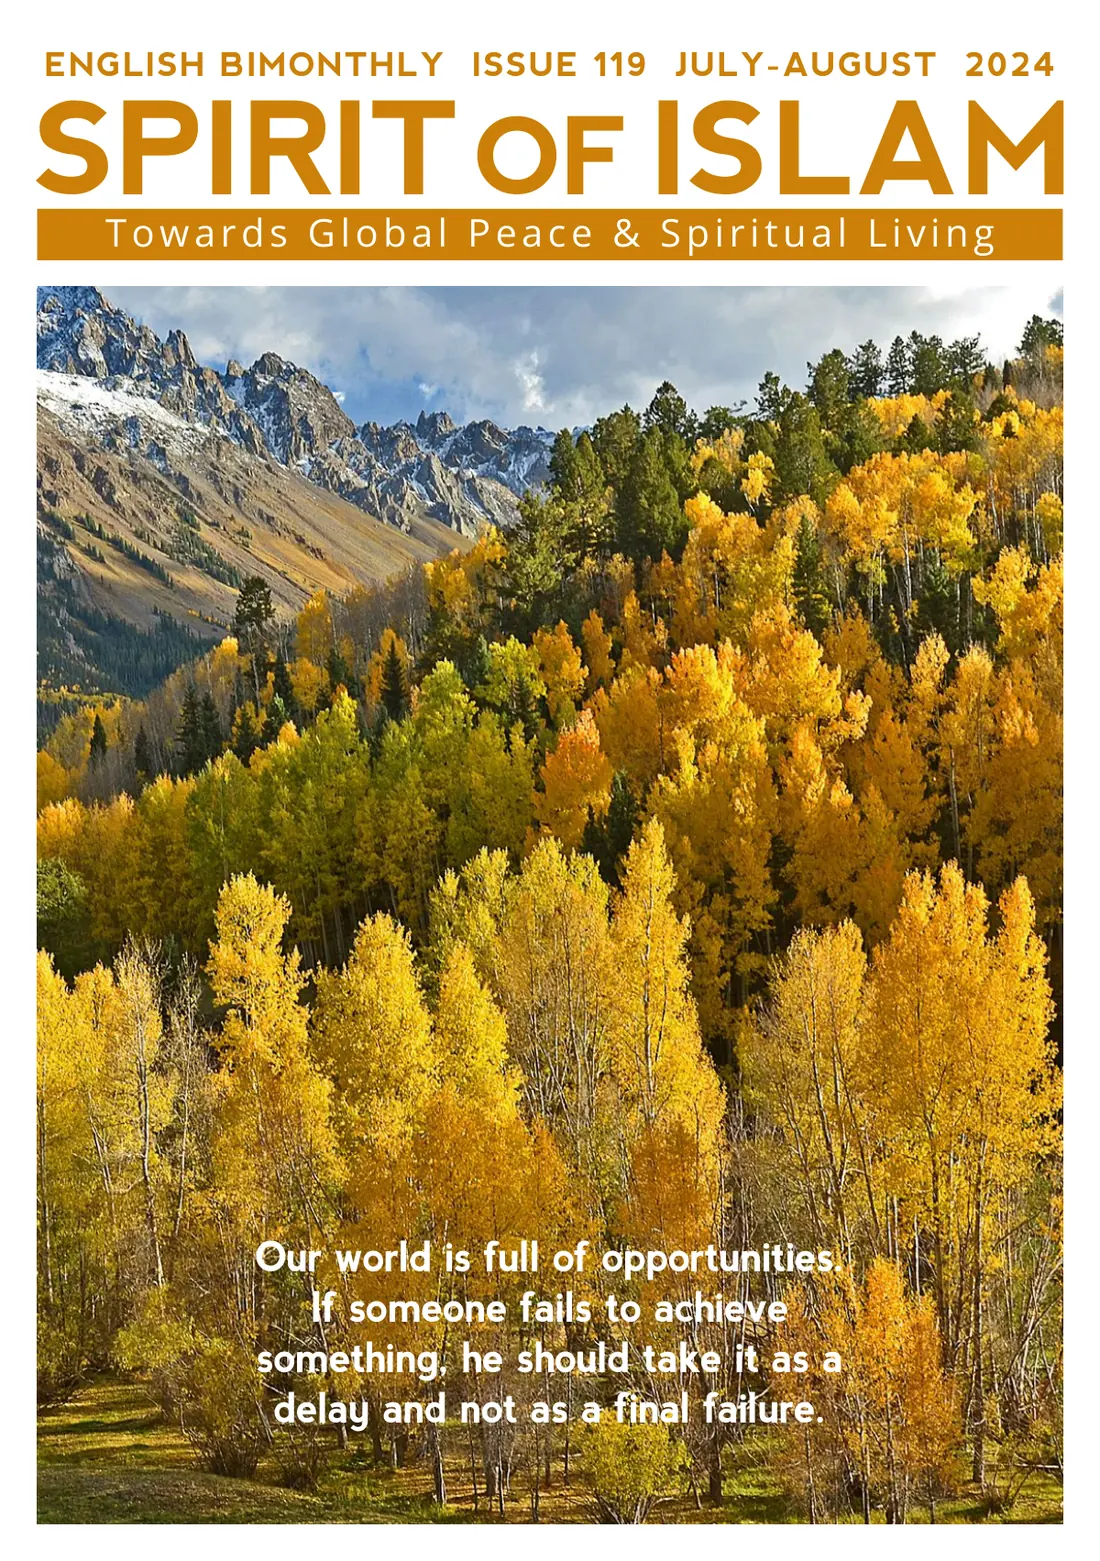 ENGLISH BIMONTHLY ISSUE 119 JULY-AUGUST 2024
SPIRIT OF ISLAM
Towards Global Peace & Spiritual Living
Our world is full of opportunities.
If someone fails to achieve
something, he should take it as a
delay and not as a final failure.